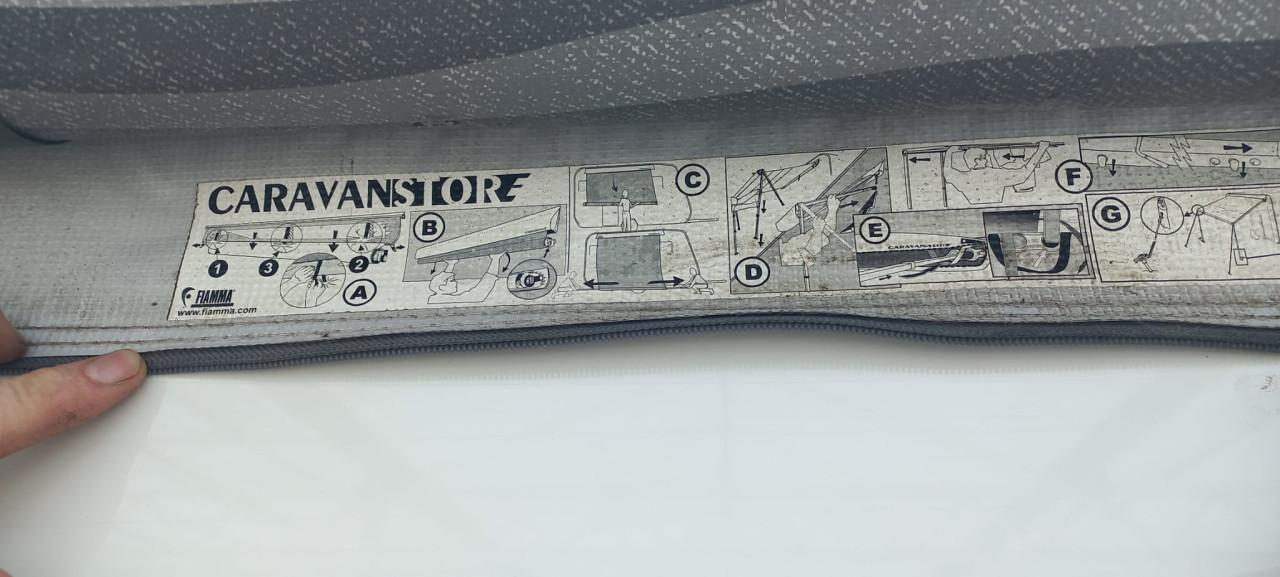 CARAVANSTORE
1
3
2
A
FIAMMA
www.fiamma.com
B
C
D
E
CARAVANSTORE
F
G